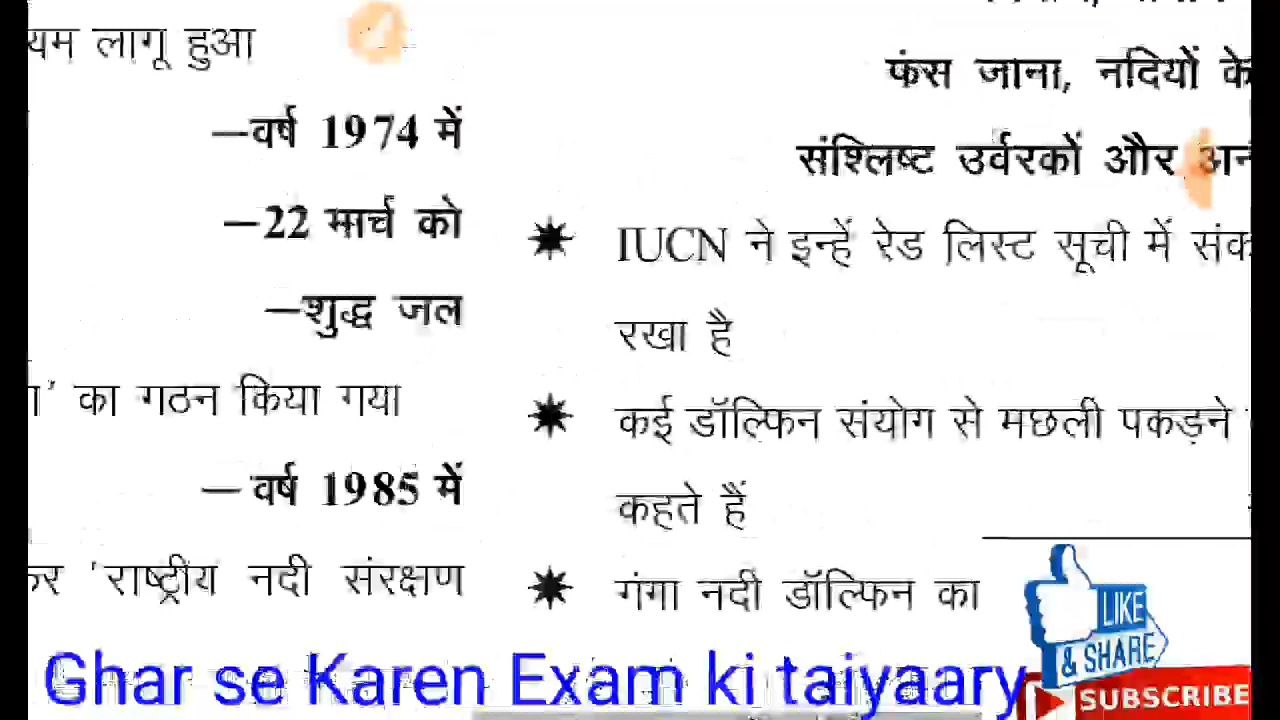 यम लागू हुआ
—वर्ष 1974 में
—22 मार्च को
—शुद्ध जल
का गठन किया गया
— वर्ष 1985 में
'राष्ट्रीय नदी संरक्षण
फंस जाना, नदियों के
संश्लिष्ट उर्वरकों और
IUCN ने इन्हें रेड लिस्ट सूची में
रखा है
कई डॉल्फिन संयोग से मछली पकड़ने
कहते हैं
गंगा नदी डॉल्फिन का
LIKE
& SHARE
SUBSCRIBE
Ghar se Karen Exam ki taiyaary